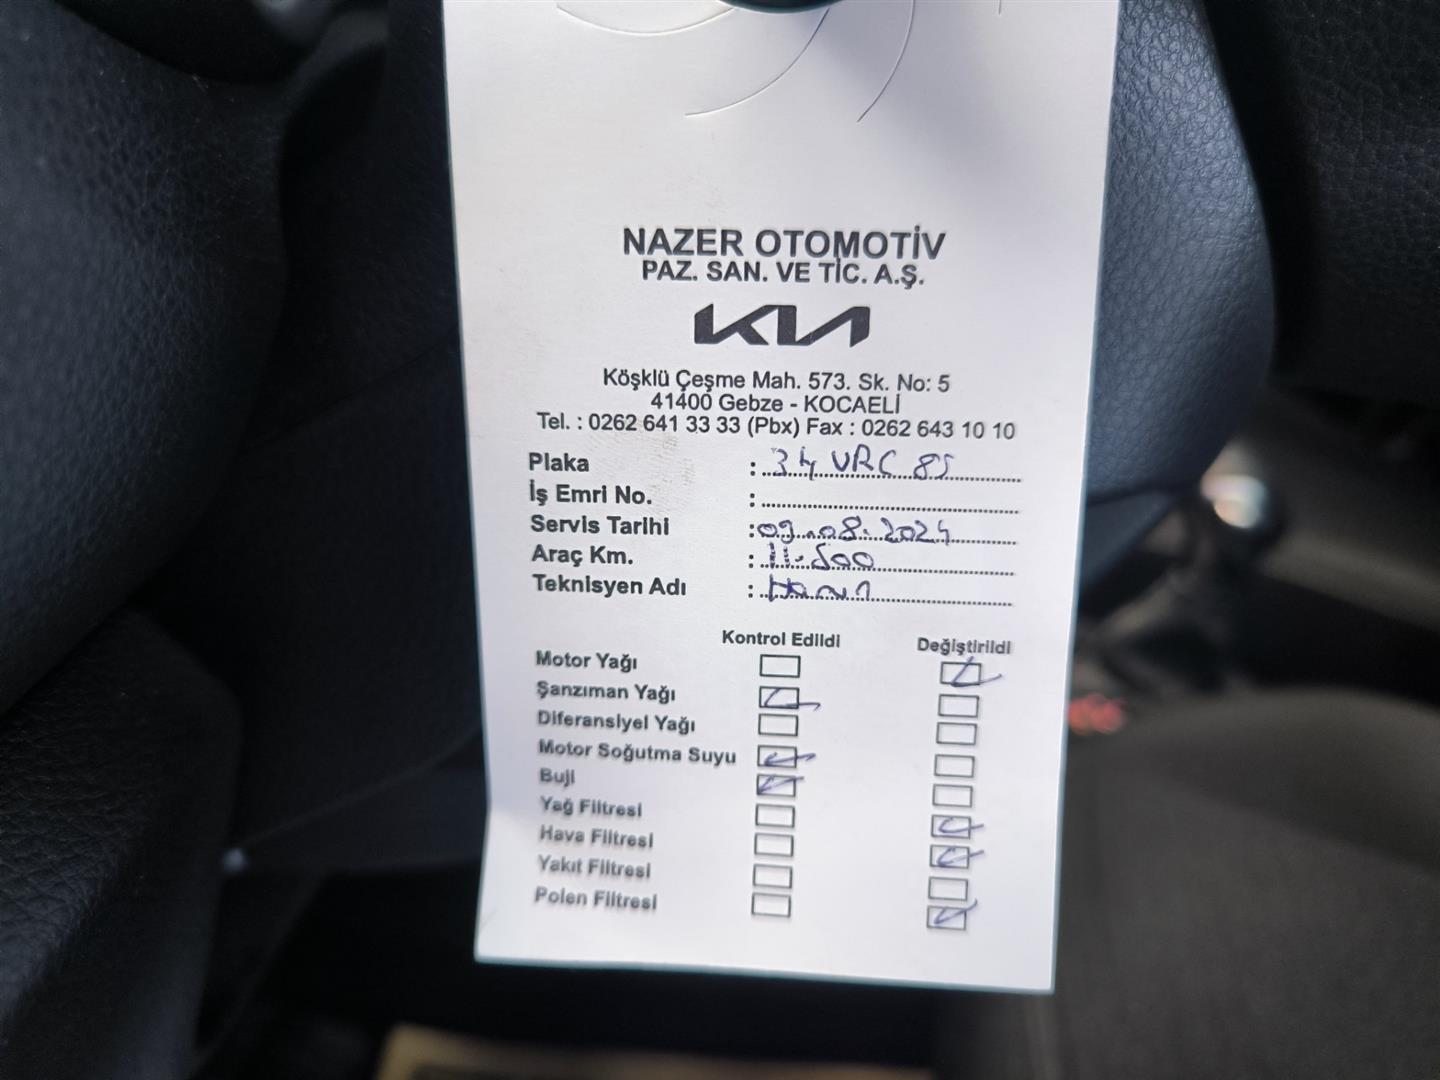 NAZER OTOMOTİV
PAZ. SAN. VE TİC. A.Ş.
KIA
Köşklü Çeşme Mah. 573. Sk. No: 5
41400 Gebze - KOCAELİ
Tel. : 0262 641 33 33 (Pbx) Fax : 0262 643 10 10
Plaka : 34 VRC 85
İş Emri No. :
Servis Tarihi : 09.08.2024
Araç Km. : 11.500
Teknisyen Adı :
Kontrol Edildi Değiştirildi
Motor Yağı
Şanzıman Yağı
Diferansiyel Yağı
Motor Soğutma Suyu
Buji
Yağ Filtresi
Hava Filtresi
Yakıt Filtresi
Polen Filtresi